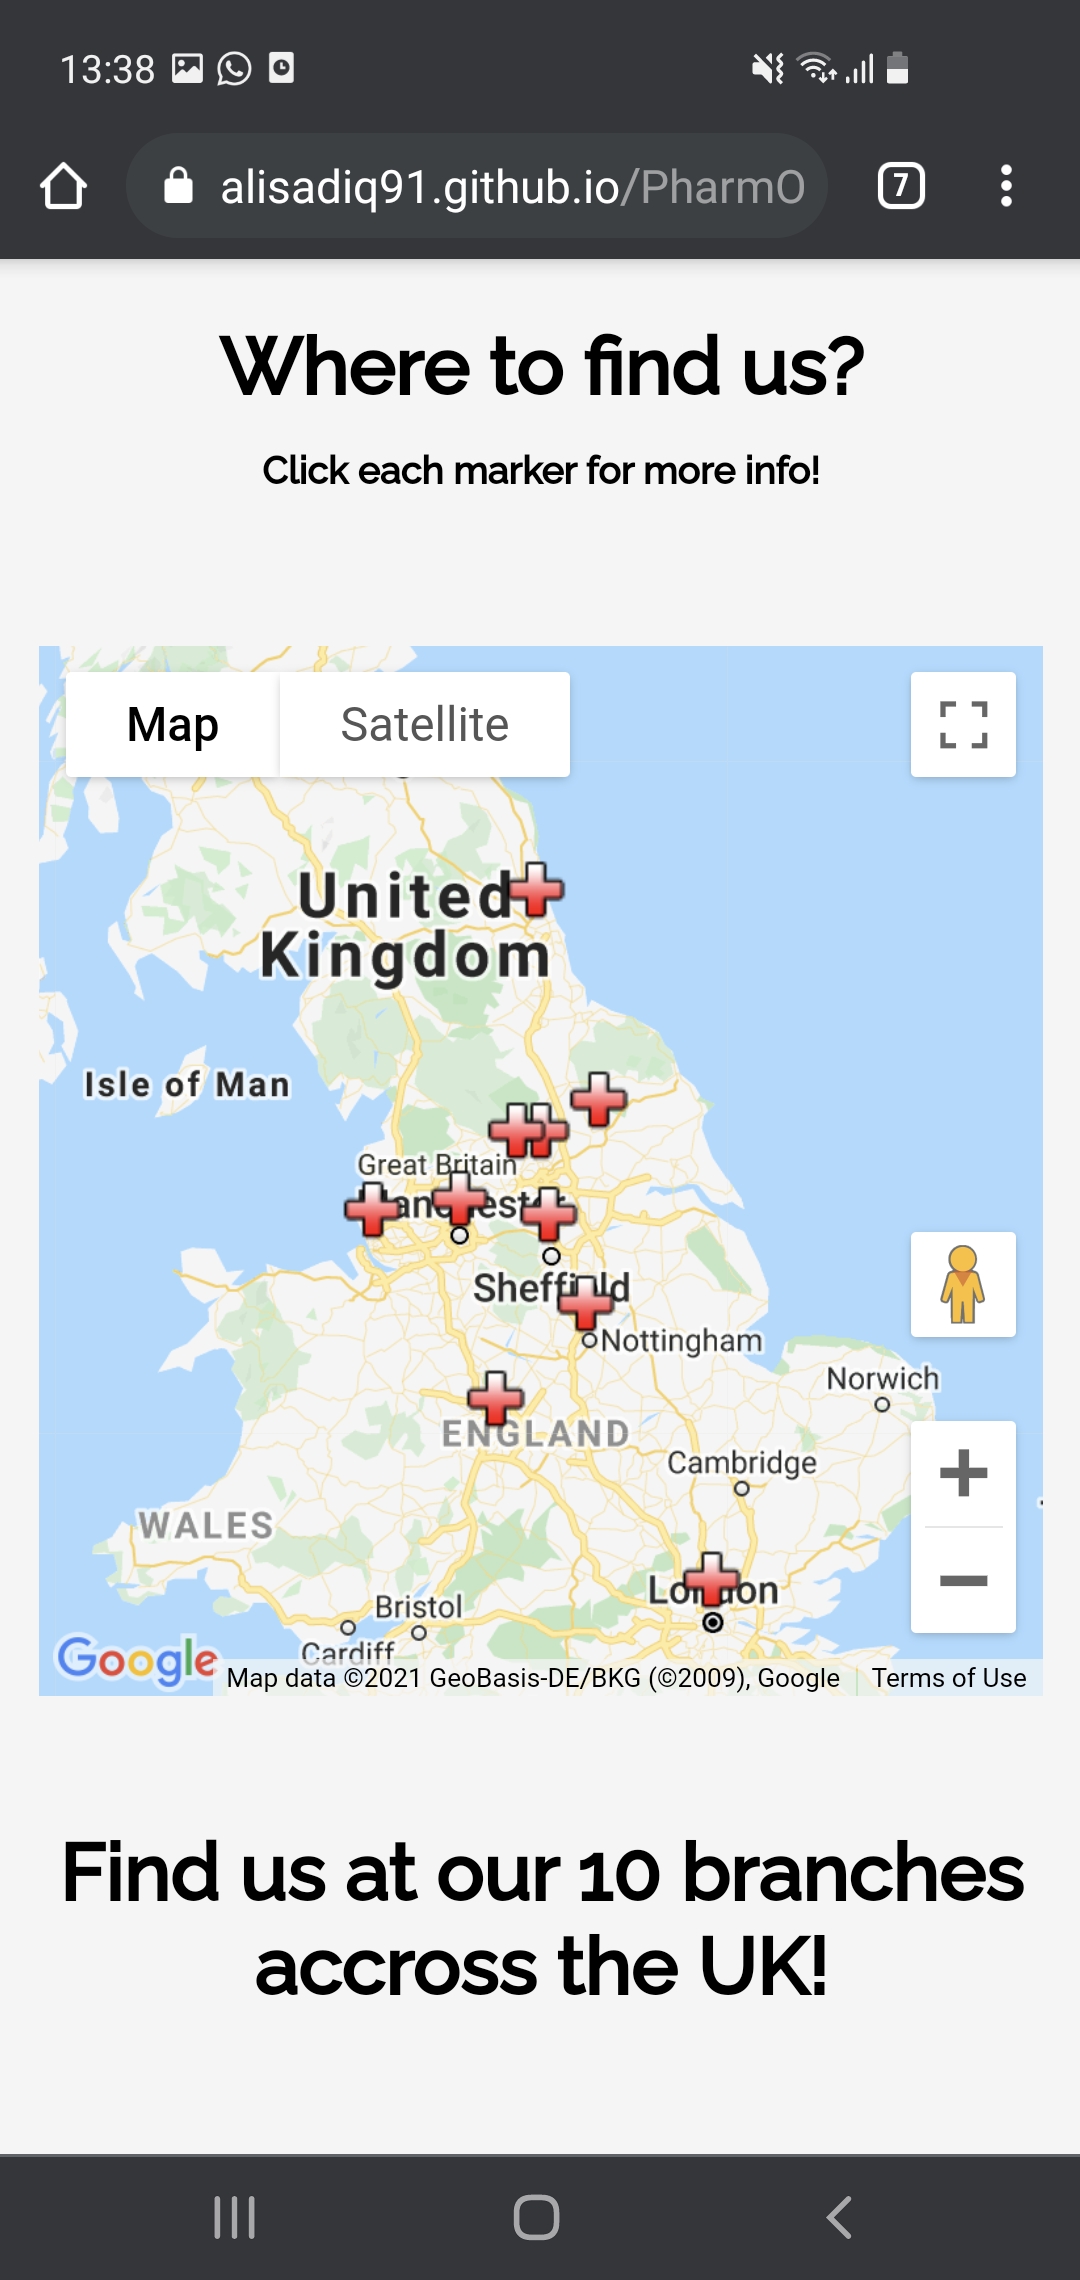 13:38
alisadiq91.github.io/PharmO
7
Where to find us?
Click each marker for more info!
Map
Satellite
United
Kingdom
Isle of Man
Great Britain
Sheffield
Nottingham
Norwich
ENGLAND
Cambridge
WALES
London
Bristol
Cardiff
Google
Map data ©2021 GeoBasis-DE/BKG (©2009), Google
Terms of Use
Find us at our 10 branches
accross the UK!